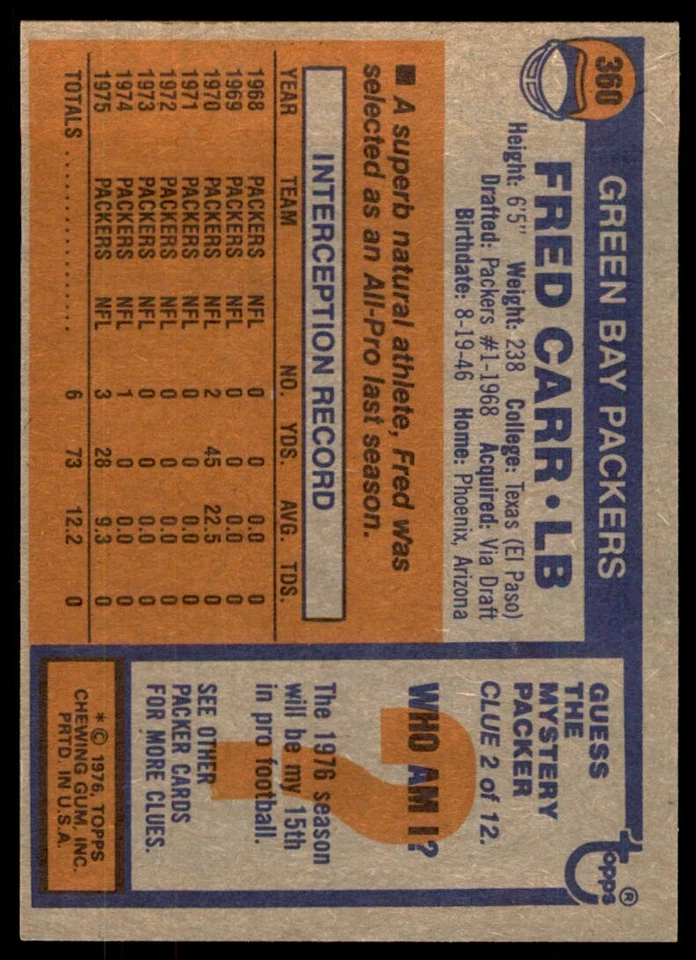 360
GREEN BAY PACKERS
FRED CARR • LB
Height: 6'5" Weight: 238 College: Texas (El Paso)
Drafted: Packers #1-1968 Acquired: Via Draft
Birthdate: 8-19-46 Home: Phoenix, Arizona
■ A superb natural athlete, Fred was
selected as an All-Pro last season.
INTERCEPTION RECORD
YEAR TEAM NO. YDS. AVG. TDS.
1968 PACKERS NFL 0 0 0.0 0
1969 PACKERS NFL 0 0 0.0 0
1970 PACKERS NFL 2 45 22.5 0
1971 PACKERS NFL 0 0 0.0 0
1972 PACKERS NFL 0 0 0.0 0
1973 PACKERS NFL 0 0 0.0 0
1974 PACKERS NFL 1 0 0.0 0
1975 PACKERS NFL 3 28 9.3 0
TOTALS .................. 6 73 12.2 0
topps®
GUESS
THE
MYSTERY
PACKER
CLUE 2 of 12.
?
WHO AM I?
The 1976 season
will be my 15th
in pro football.
SEE OTHER
PACKER CARDS
FOR MORE CLUES.
* © 1976, TOPPS
CHEWING GUM, INC.
PRTD. IN U.S.A.